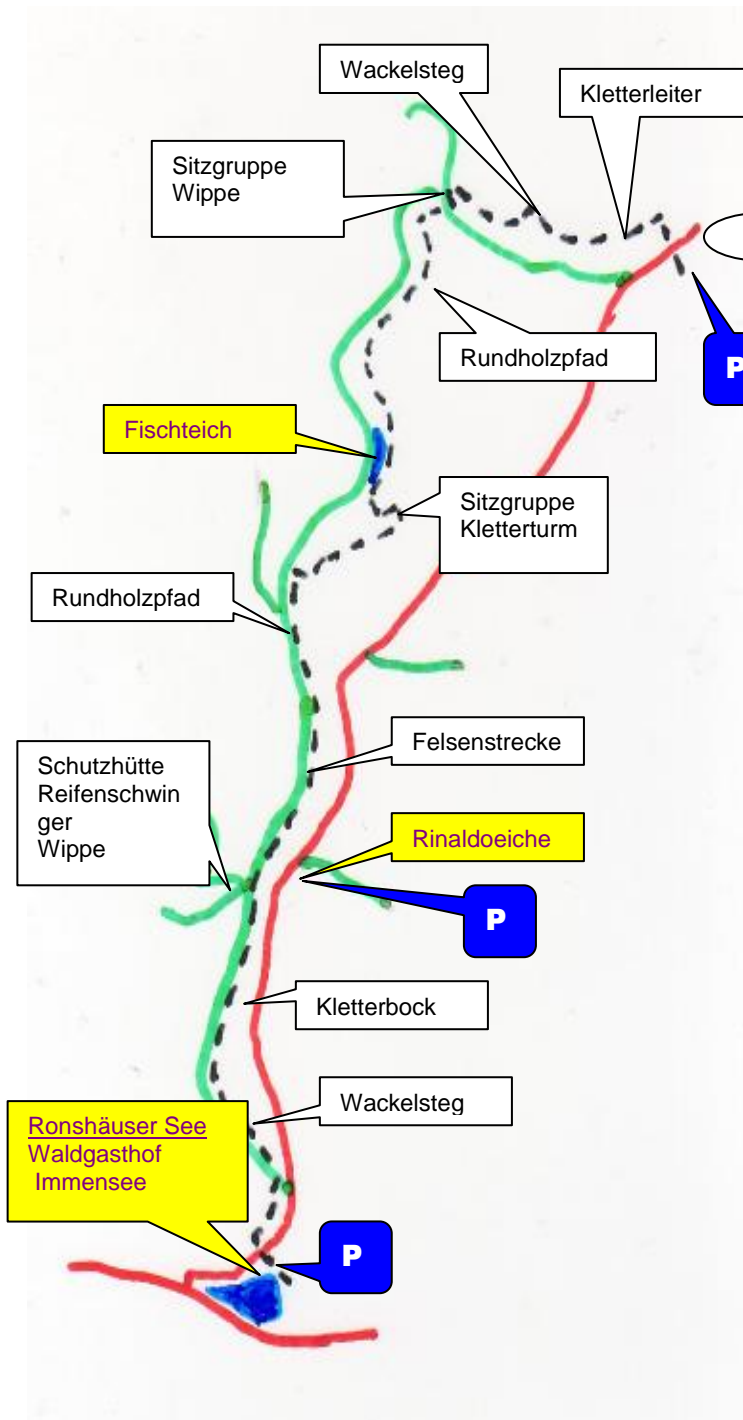 Wackelsteg
Kletterleiter
Sitzgruppe
Wippe
Rundholzpfad
P
Fischteich
Sitzgruppe
Kletterturm
Rundholzpfad
Felsenstrecke
Schutzhütte
Reifenschwin
ger
Wippe
Rinaldoeiche
P
Kletterbock
Wackelsteg
Ronshäuser See
Waldgasthof
Immensee
P